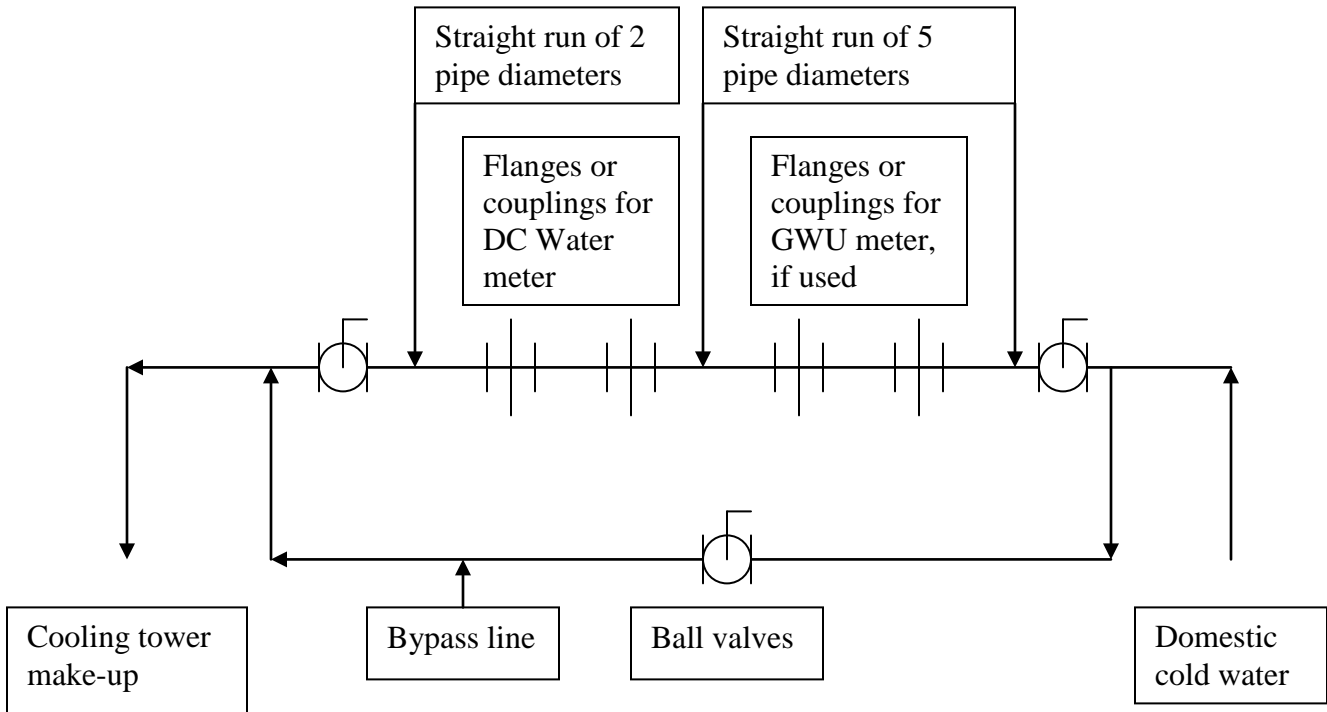 Straight run of 2
pipe diameters
Straight run of 5
pipe diameters
Flanges or
couplings for
DC Water
meter
Flanges or
couplings for
GWU meter,
if used
Cooling tower
make-up
Bypass line
Ball valves
Domestic
cold water